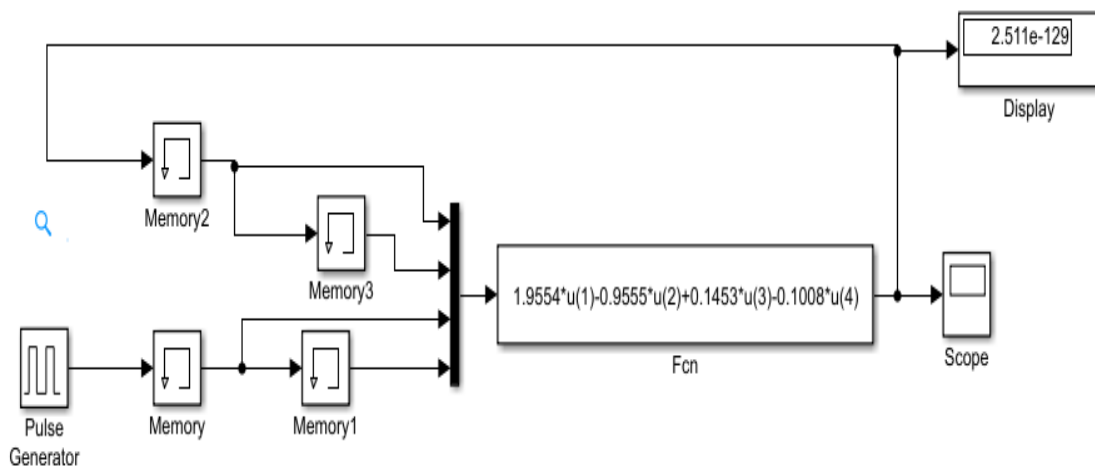 2.511e-129
Display
Memory2
Memory3
1.9554*u(1)-0.9555*u(2)+0.1453*u(3)-0.1008*u(4)
Fcn
Scope
Pulse
Generator
Memory
Memory1